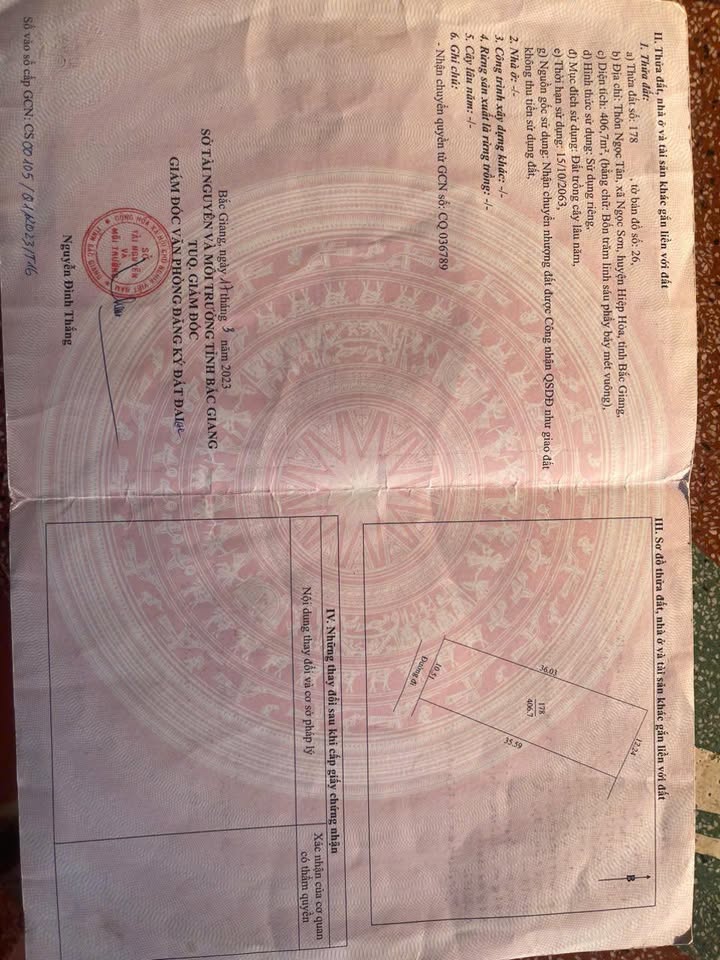 II. Thửa đất, nhà ở và tài sản khác gắn liền với đất
1. Thửa đất:
a) Thửa đất số: 178 , tờ bản đồ số: 26,
b) Địa chỉ: Thôn Ngọc Tân, xã Ngọc Sơn, huyện Hiệp Hòa, tỉnh Bắc Giang,
c) Diện tích: 406,7m², (bằng chữ: Bốn trăm linh sáu phẩy bảy mét vuông),
d) Hình thức sử dụng: Sử dụng riêng,
đ) Mục đích sử dụng: Đất trồng cây lâu năm,
e) Thời hạn sử dụng: 15/10/2063,
g) Nguồn gốc sử dụng: Nhận chuyển nhượng đất được Công nhận QSDĐ như giao đất
không thu tiền sử dụng đất,
2. Nhà ở: -/-
3. Công trình xây dựng khác: -/-
4. Rừng sản xuất là rừng trồng: -/-
5. Cây lâu năm: -/-
6. Ghi chú:
- Nhận chuyển quyền từ GCN số: CQ 036789
Bắc Giang, ngày 17 tháng 3 năm 2023
SỞ TÀI NGUYÊN VÀ MÔI TRƯỜNG TỈNH BẮC GIANG
TUQ. GIÁM ĐỐC
GIÁM ĐỐC VĂN PHÒNG ĐĂNG KÝ ĐẤT ĐAI
SỞ
TÀI NGUYÊN
VÀ
MÔI TRƯỜNG
Nguyễn Đình Thắng
Số vào sổ cấp GCN: CS00105/
III. Sơ đồ thửa đất, nhà ở và tài sản khác gắn liền với đất
B
12.24
36.03
178
406.7
35.59
10.51
Đường đi
IV. Những thay đổi sau khi cấp giấy chứng nhận
Nội dung thay đổi và cơ sở pháp lý
Xác nhận của cơ quan
có thẩm quyền